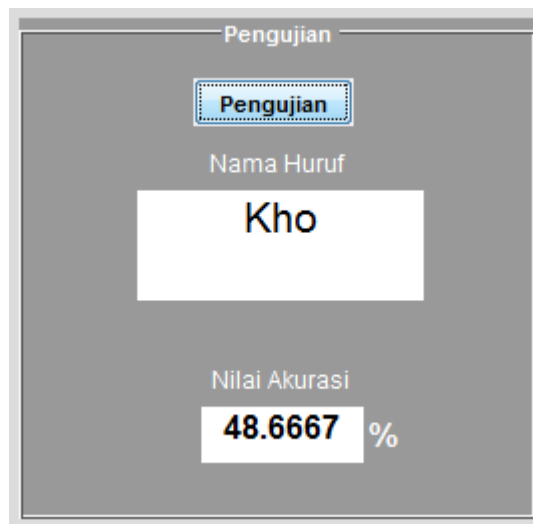 Pengujian
Pengujian
Nama Huruf
Kho
Nilai Akurasi
48.6667 %